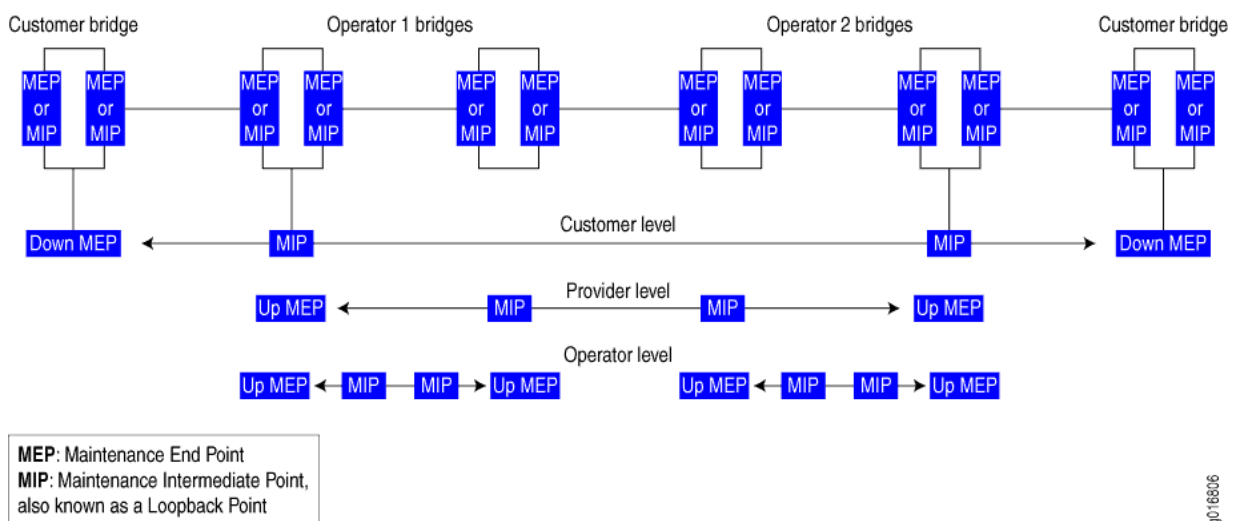 Customer bridge Operator 1 bridges Operator 2 bridges Customer bridge
MEP MEP MEP MEP MEP MEP MEP MEP MEP MEP MEP MEP
or or or or or or or or or or or or
MIP MIP MIP MIP MIP MIP MIP MIP MIP MIP MIP MIP
Customer level
Down MEP MIP MIP Down MEP
Provider level
Up MEP MIP MIP Up MEP
Operator level
Up MEP MIP MIP Up MEP Up MEP MIP MIP Up MEP
MEP: Maintenance End Point
MIP: Maintenance Intermediate Point,
also known as a Loopback Point
g016806